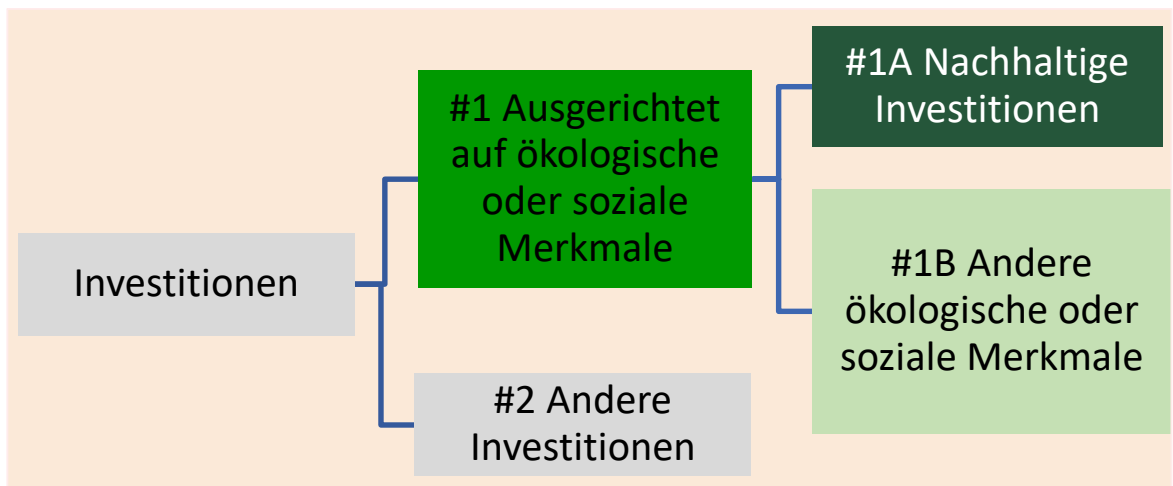 Investitionen
#1 Ausgerichtet
auf ökologische
oder soziale
Merkmale
#2 Andere
Investitionen
#1A Nachhaltige
Investitionen
#1B Andere
ökologische oder
soziale Merkmale